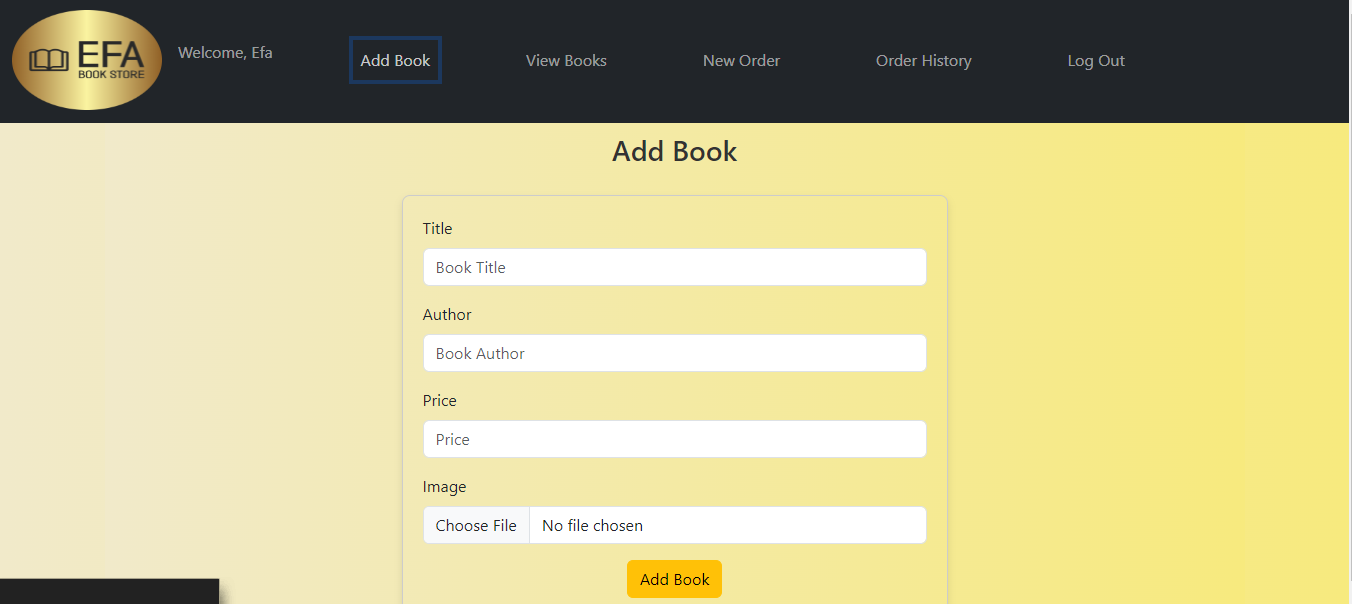 EFA
BOOK STORE
Welcome, Efa
Add Book
View Books
New Order
Order History
Log Out
Add Book
Title
Book Title
Author
Book Author
Price
Price
Image
Choose File
No file chosen
Add Book